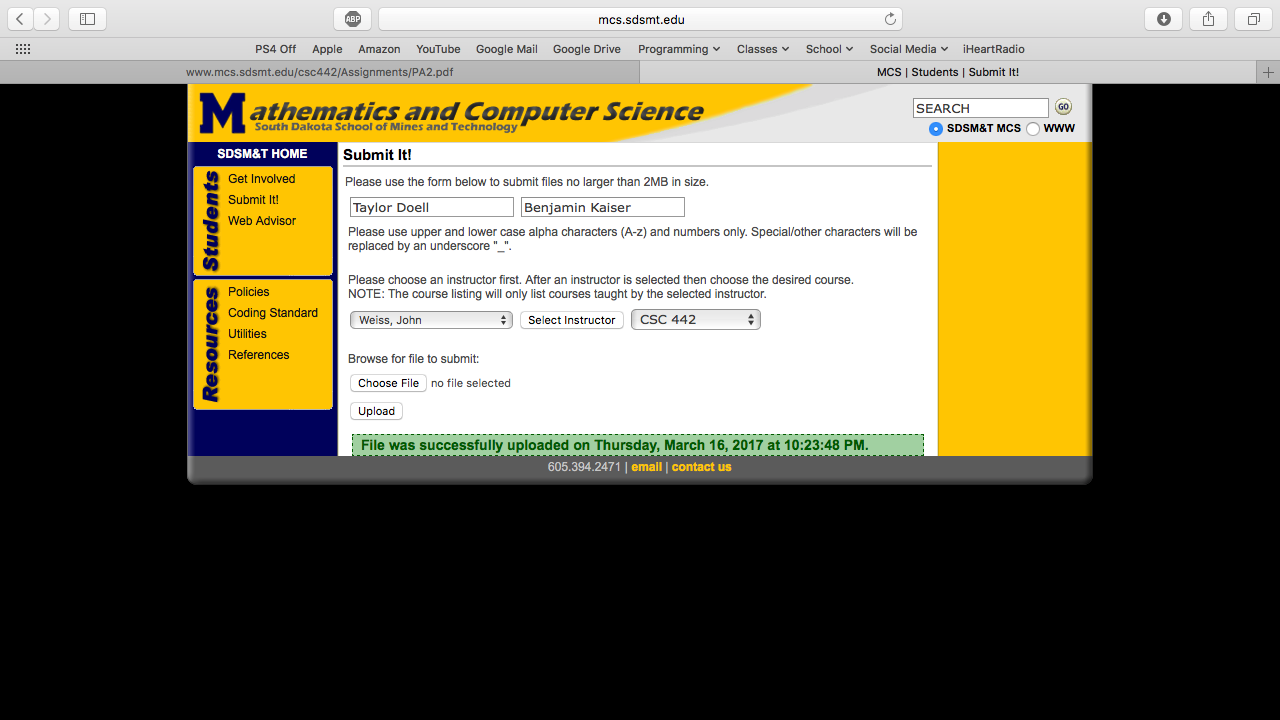 ABP
mcs.sdsmt.edu
PS4 Off Apple Amazon YouTube Google Mail Google Drive Programming Classes School Social Media iHeartRadio
www.mcs.sdsmt.edu/csc442/Assignments/PA2.pdf
MCS | Students | Submit It!
Mathematics and Computer Science
South Dakota School of Mines and Technology
SEARCH GO
SDSM&T MCS WWW
SDSM&T HOME
Students
Get Involved
Submit It!
Web Advisor
Resources
Policies
Coding Standard
Utilities
References
Submit It!
Please use the form below to submit files no larger than 2MB in size.
Taylor Doell Benjamin Kaiser
Please use upper and lower case alpha characters (A-z) and numbers only. Special/other characters will be
replaced by an underscore "_".
Please choose an instructor first. After an instructor is selected then choose the desired course.
NOTE: The course listing will only list courses taught by the selected instructor.
Weiss, John Select Instructor CSC 442
Browse for file to submit:
Choose File no file selected
Upload
File was successfully uploaded on Thursday, March 16, 2017 at 10:23:48 PM.
605.394.2471 | email | contact us